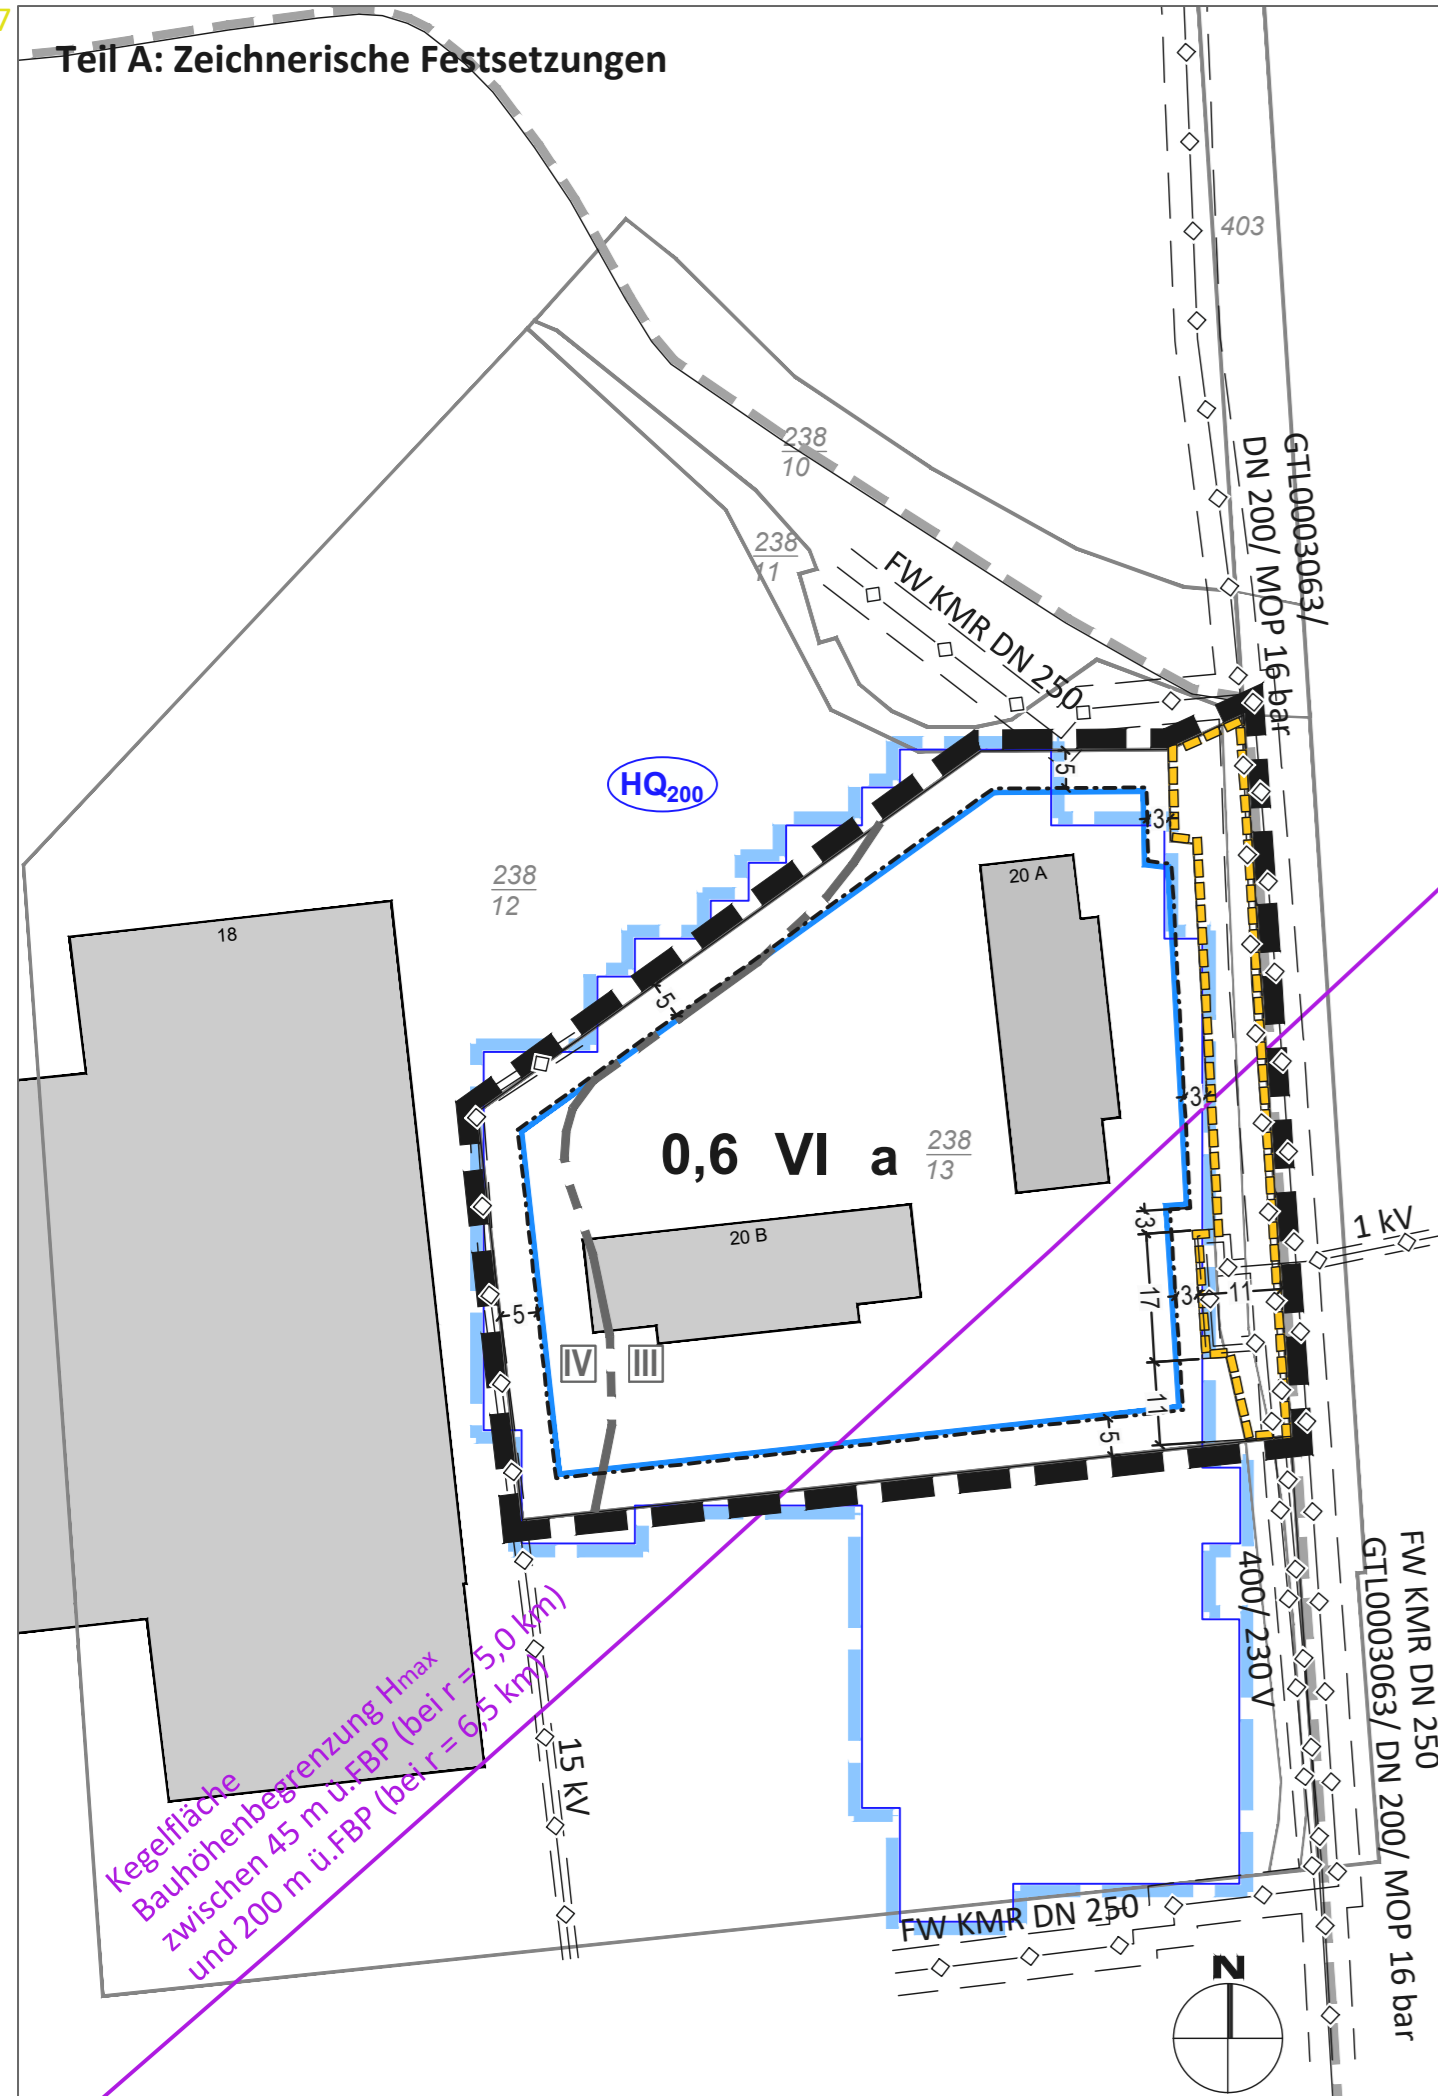 7
Teil A: Zeichnerische Festsetzungen
403
GTL0003063/
DN 200/ MOP 16 bar
238
10
238
11
FW KMR DN 250
HQ200
5
3
238
12
20 A
18
5
3
0,6 VI a
238
13
3
20 B
1 kV
17
3
11
5
IV
III
11
5
400/ 230 V
FW KMR DN 250
GTL0003063/ DN 200/ MOP 16 bar
15 kV
Kegelfläche
Bauhöhenbegrenzung Hmax
zwischen 45 m ü.FBP (bei r = 5,0 km)
und 200 m ü.FBP (bei r = 6,5 km)
FW KMR DN 250
N